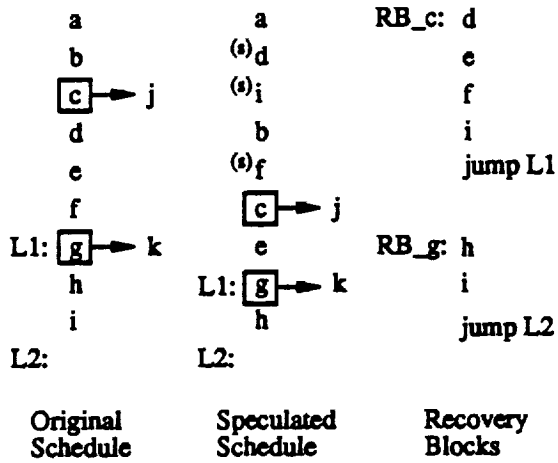 a a RB_c: d
b (s)d e
c j (s)i f
d b i
e (s)f jump L1
f c j
L1: g k e RB_g: h
h L1: g k i
i h jump L2
L2: L2:
Original Speculated Recovery
Schedule Schedule Blocks